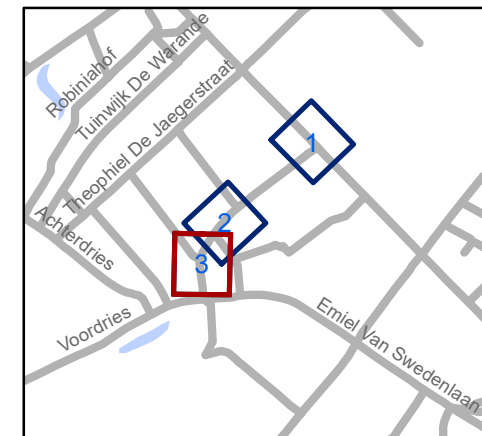 Robiniahof
Tuinwijk De Warande
Theophiel De Jaegerstraat
1
2
3
Achterdries
Voordries
Emiel Van Swedenlaan